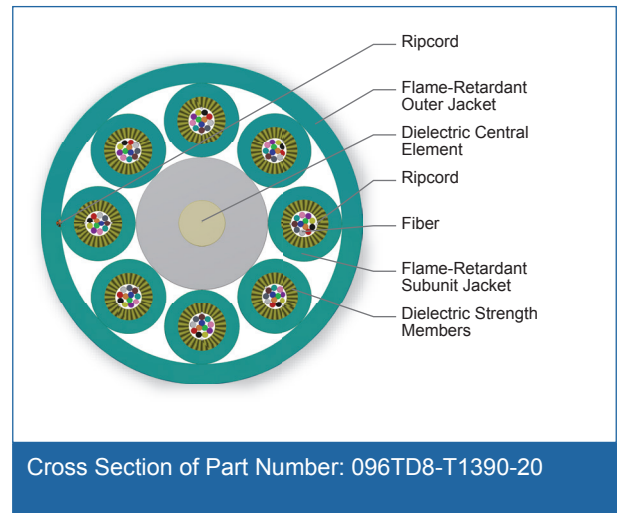 Ripcord
Flame-Retardant
Outer Jacket
Dielectric Central
Element
Ripcord
Fiber
Flame-Retardant
Subunit Jacket
Dielectric Strength
Members
Cross Section of Part Number: 096TD8-T1390-20